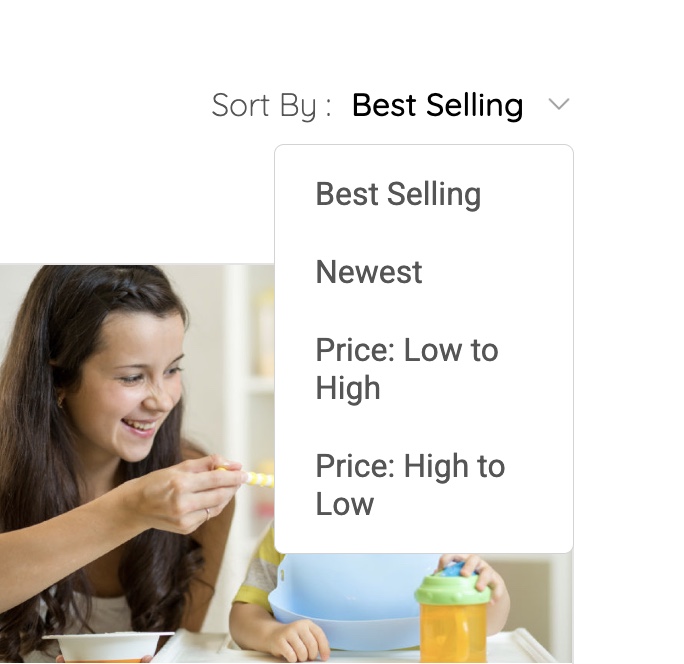 Sort By : Best Selling
Best Selling
Newest
Price: Low to
High
Price: High to
Low